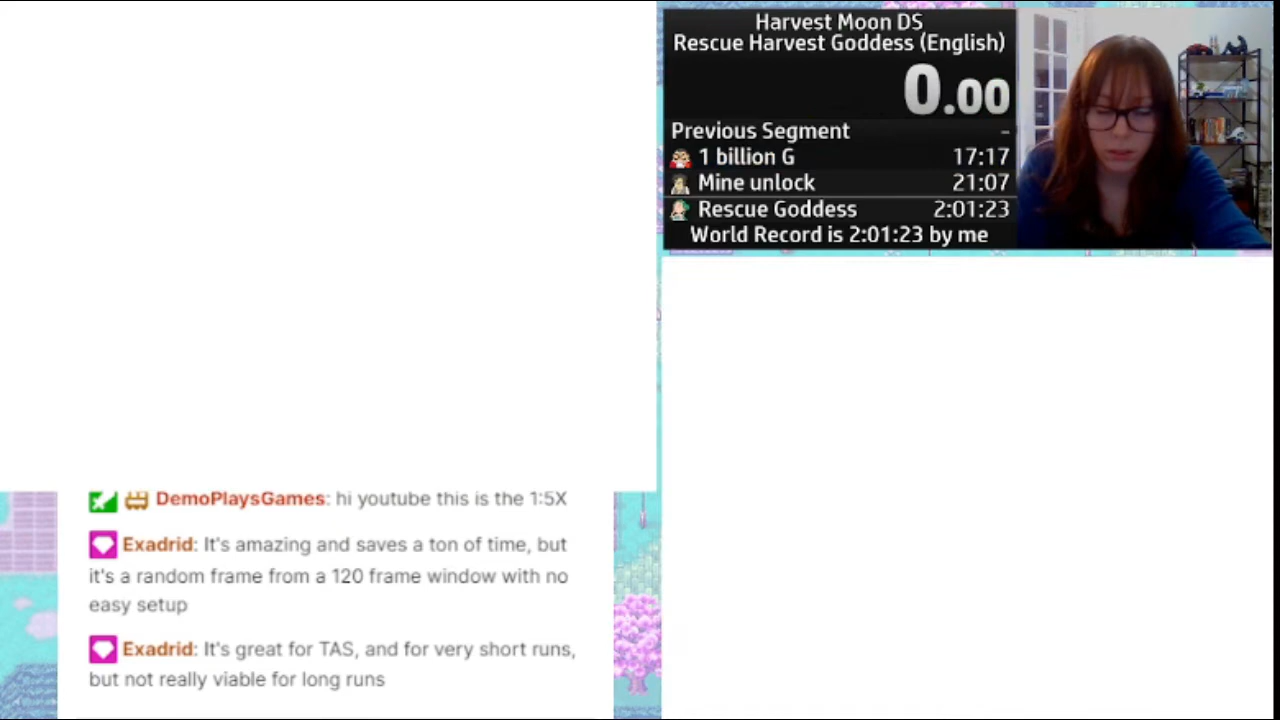 Harvest Moon DS
Rescue Harvest Goddess (English)
0.00
Previous Segment -
1 billion G 17:17
Mine unlock 21:07
Rescue Goddess 2:01:23
World Record is 2:01:23 by me
DemoPlaysGames: hi youtube this is the 1:5X
Exadrid: It's amazing and saves a ton of time, but
it's a random frame from a 120 frame window with no
easy setup
Exadrid: It's great for TAS, and for very short runs,
but not really viable for long runs